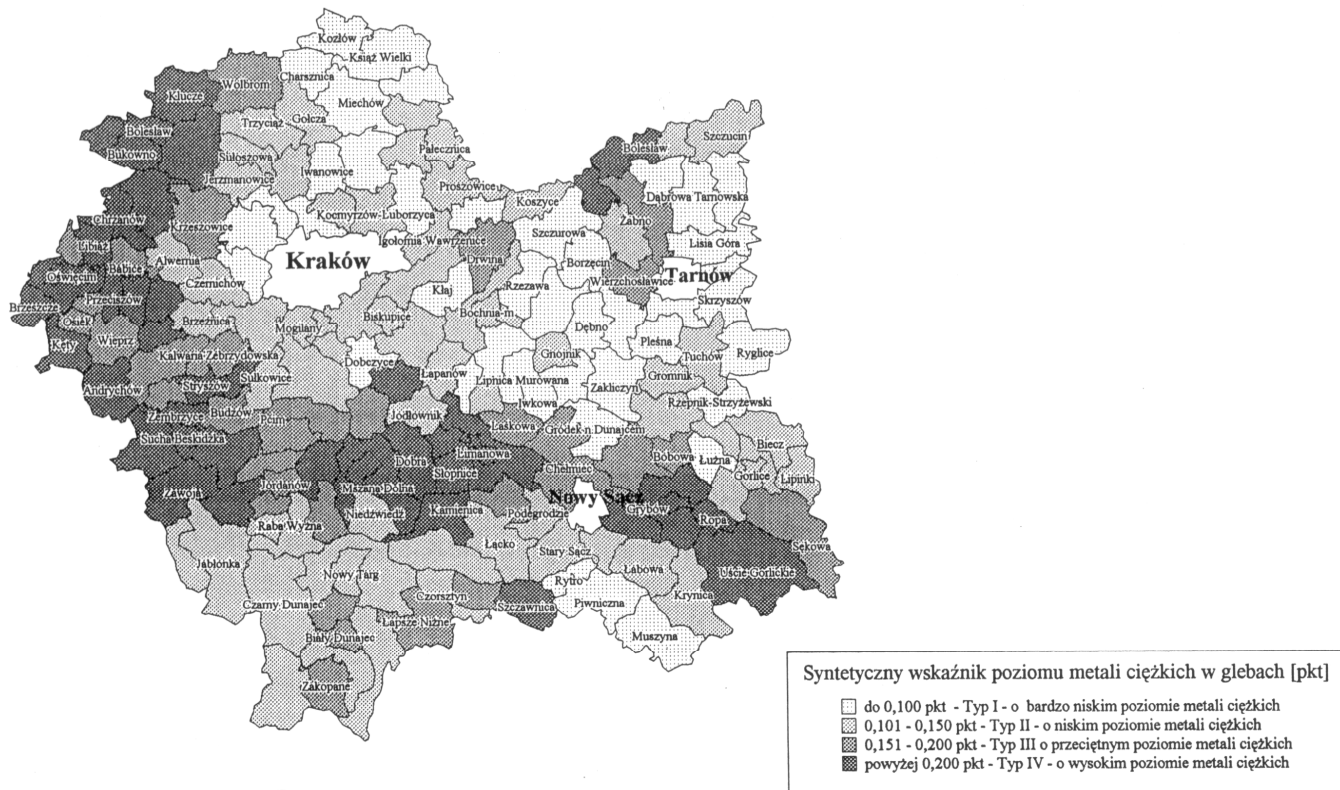 Kozłów
Książ Wielki
Charsznica
Wolbrom
Klucze
Miechów
Gołcza
Trzyciąż
Bolesław
Bukowno
Sułoszowa
Jerzmanowice
Iwanowice
Pałecznica
Proszowice
Szczucin
Bolesław
Dąbrowa Tarnowska
Koszyce
Kocmyrzów-Luborzyca
Chrzanów
Krzeszowice
Żabno
Szczurowa
Igołomia Wawrzeńice
Lisia Góra
Libiąż
Alwernia
Kraków
Drwinia
Borzęcin
Babice
Oświęcim
Czernichów
Rzezawa
Wierzchosławice
Tarnów
Kłaj
Skrzyszów
Przeciszów
Brzeszcze
Bochnia-m
Osiek
Brzeźnica
Mogilany
Biskupice
Dębno
Wieprz
Pleśna
Kęty
Ryglice
Tuchów
Kalwaria-Zebrzydowska
Gnojnik
Dobczyce
Łapanów
Gromnik
Sułkowice
Stryszów
Andrychów
Lipnica Murowana
Zakliczyn
Iwkowa
Rzepnik-Strzyżewski
Zembrzyce
Budzów
Pcim
Jodłownik
Laskowa
Gródek-n.Dunajcem
Sucha Beskidzka
Biecz
Limanowa
Dobra
Bobowa
Łużna
Słopnice
Chełmiec
Gorlice
Lipinki
Jordanów
Mszana Dolna
Zawoja
Nowy Sącz
Grybów
Kamienica
Podegrodzie
Niedźwiedź
Raba Wyżna
Ropa
Łącko
Stary Sącz
Sękowa
Jabłonka
Łabowa
Uście Gorlickie
Nowy Targ
Rytro
Krynica
Czorsztyn
Piwniczna
Czarny Dunajec
Szczawnica
Łapsze Niżne
Muszyna
Biały Dunajec
Zakopane
Syntetyczny wskaźnik poziomu metali ciężkich w glebach [pkt]
do 0,100 pkt - Typ I - o bardzo niskim poziomie metali ciężkich
0,101 - 0,150 pkt - Typ II - o niskim poziomie metali ciężkich
0,151 - 0,200 pkt - Typ III o przeciętnym poziomie metali ciężkich
powyżej 0,200 pkt - Typ IV - o wysokim poziomie metali ciężkich